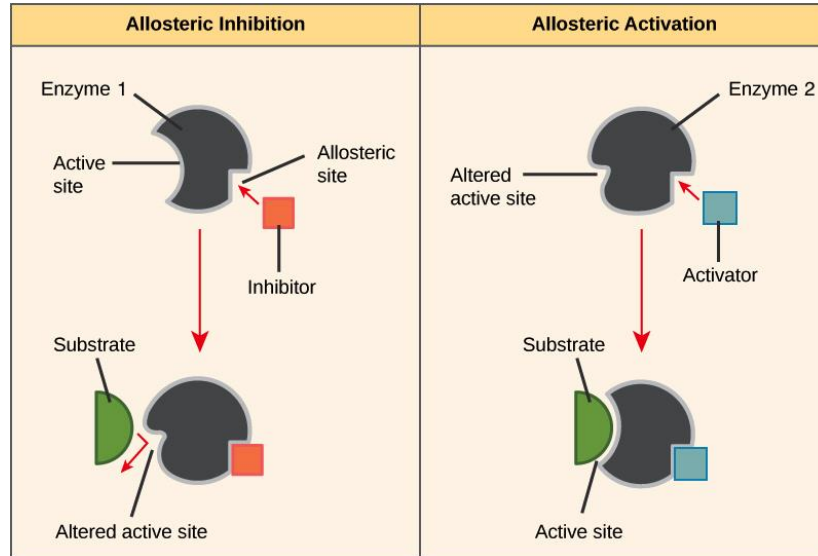 Allosteric Inhibition
Enzyme 1
Active
site
Allosteric
site
Inhibitor
Substrate
Altered active site
Allosteric Activation
Enzyme 2
Altered
active site
Activator
Substrate
Active site